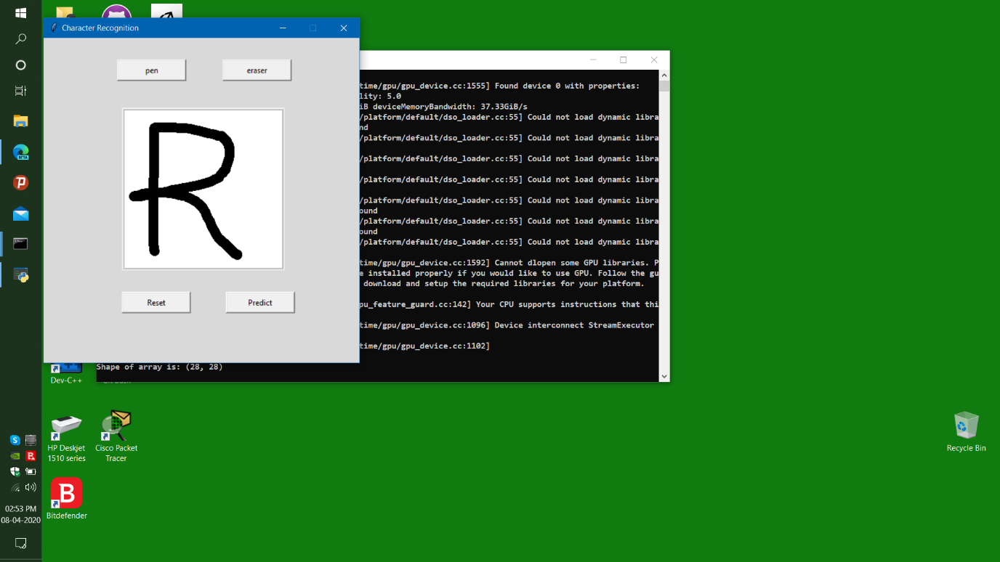 Character Recognition
pen
eraser
R
Reset
Predict
time/gpu/gpu_device.cc:1555] Found device 0 with properties:
lity: 5.0
iB deviceMemoryBandwidth: 37.33GiB/s
/platform/default/dso_loader.cc:55] Could not load dynamic libra
nd
/platform/default/dso_loader.cc:55] Could not load dynamic libra
/platform/default/dso_loader.cc:55] Could not load dynamic libra
/platform/default/dso_loader.cc:55] Could not load dynamic libra
/platform/default/dso_loader.cc:55] Could not load dynamic libra
ound
/platform/default/dso_loader.cc:55] Could not load dynamic libra
ound
/platform/default/dso_loader.cc:55] Could not load dynamic libra
time/gpu/gpu_device.cc:1592] Cannot dlopen some GPU libraries. P
e installed properly if you would like to use GPU. Follow the gu
download and setup the required libraries for your platform.
pu_feature_guard.cc:142] Your CPU supports instructions that thi
time/gpu/gpu_device.cc:1096] Device interconnect StreamExecutor
time/gpu/gpu_device.cc:1102]
Shape of array is: (28, 28)
Dev-C++
HP Deskjet
1510 series
Cisco Packet
Tracer
B
Bitdefender
Recycle Bin
BETA
02:53 PM
08-04-2020